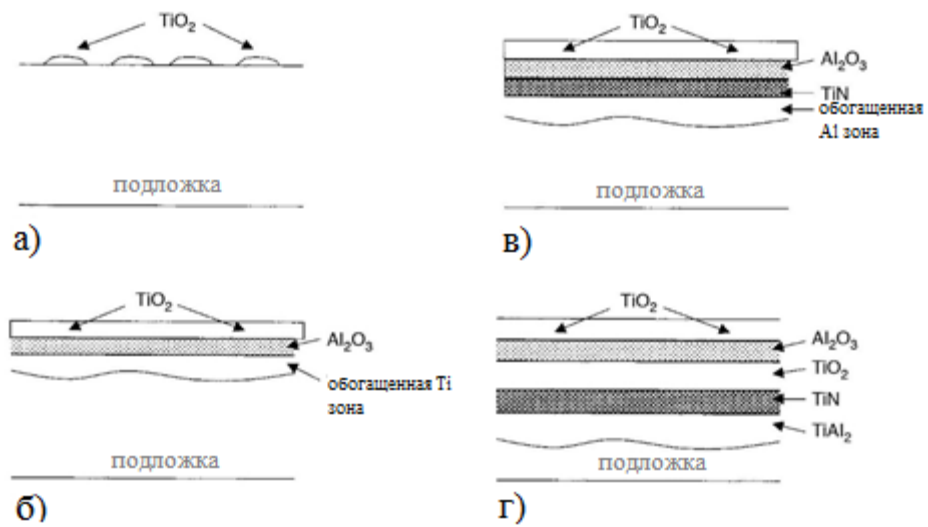 TiO₂
подложка
а)
TiO₂
Al₂O₃
TiN
обогащенная
Al зона
подложка
в)
TiO₂
Al₂O₃
обогащенная Ti
зона
подложка
б)
TiO₂
Al₂O₃
TiO₂
TiN
TiAl₂
подложка
г)